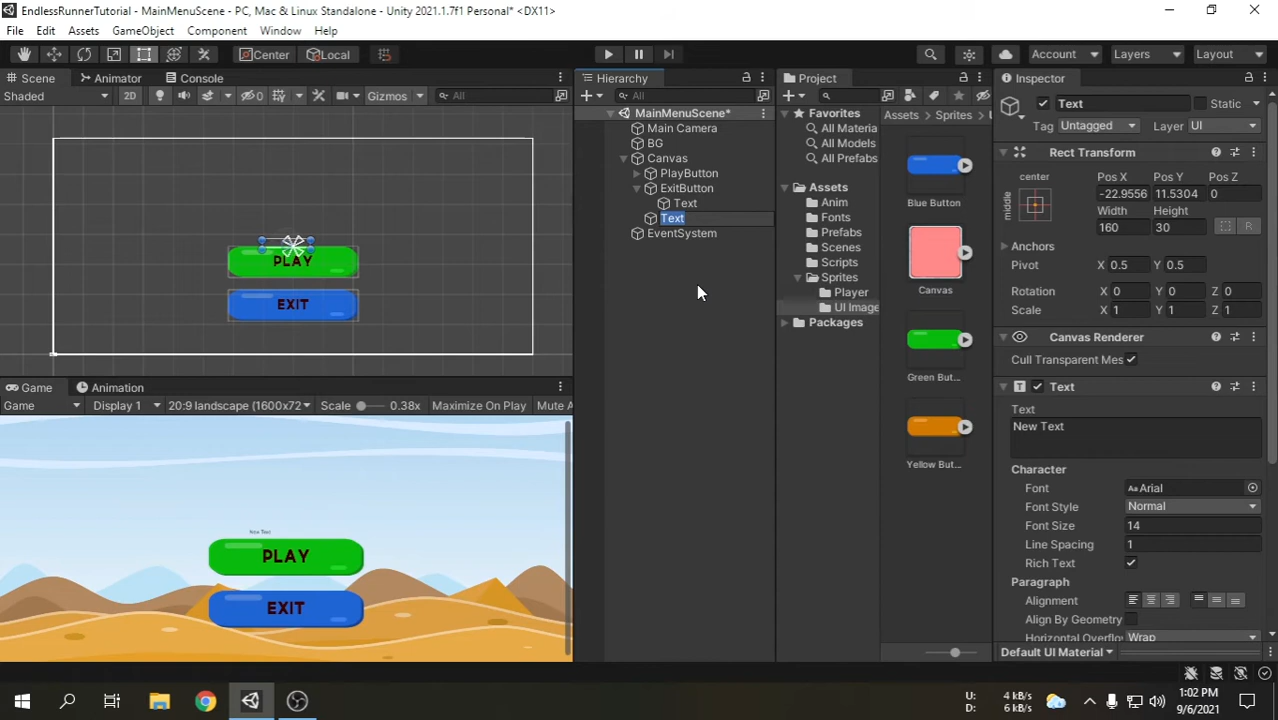 EndlessRunnerTutorial - MainMenuScene - PC, Mac & Linux Standalone - Unity 2021.1.7f1 Personal* <DX11>
File Edit Assets GameObject Component Window Help
Center Local Account Layers Layout
Scene Animator Console
Shaded 2D 0 Gizmos All
PLAY
EXIT
Game Animation
Game Display 1 20:9 landscape (1600x72 Scale 0.38x Maximize On Play Mute A
New Text
PLAY
EXIT
Hierarchy
All
MainMenuScene*
Main Camera
BG
Canvas
PlayButton
ExitButton
Text
Text
EventSystem
Project
Favorites
All Materia
All Models
All Prefabs
Assets
Anim
Fonts
Prefabs
Scenes
Scripts
Sprites
Player
UI Image
Packages
Assets Sprites U
Blue Button
Canvas
Green But...
Yellow But...
Inspector
Text Static
Tag Untagged Layer UI
Rect Transform
center Pos X Pos Y Pos Z
middle -22.9556 11.5304 0
Width Height
160 30 R
Anchors
Pivot X 0.5 Y 0.5
Rotation X 0 Y 0 Z 0
Scale X 1 Y 1 Z 1
Canvas Renderer
Cull Transparent Mes
Text
Text
New Text
Character
Font Aa Arial
Font Style Normal
Font Size 14
Line Spacing 1
Rich Text
Paragraph
Alignment
Align By Geometry
Horizontal Overflo Wrap
Default UI Material
U: 4 kB/s
D: 6 kB/s
1:02 PM
9/6/2021